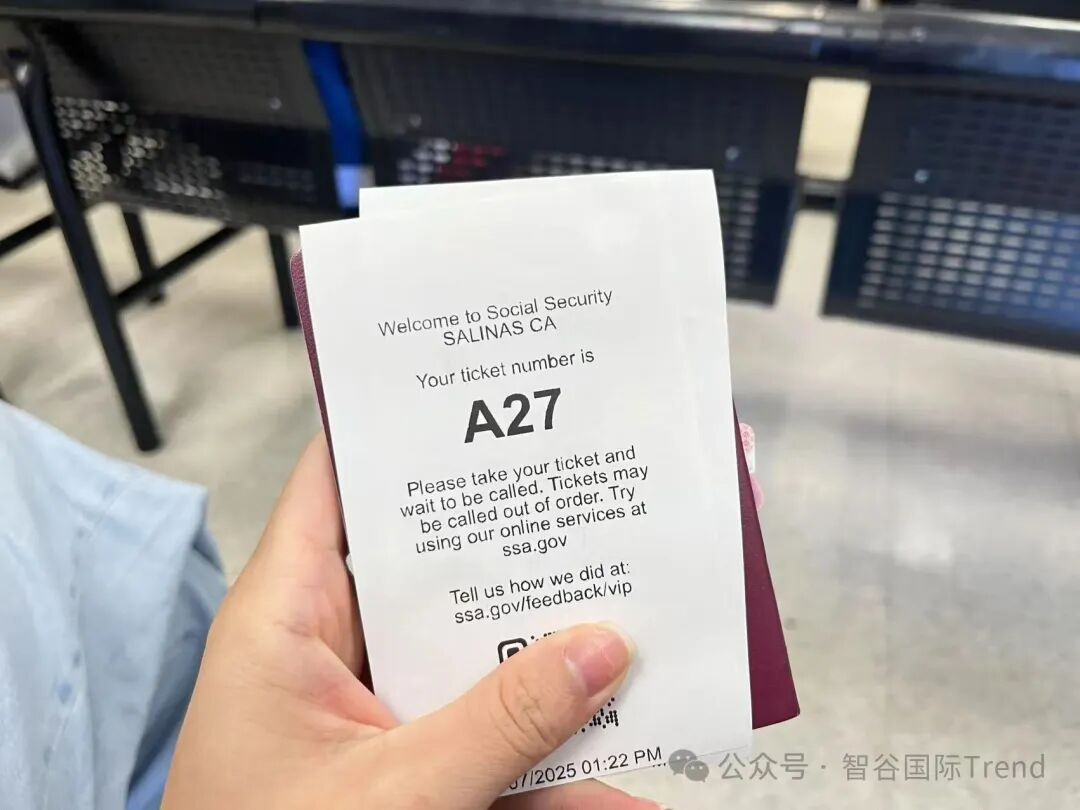 Welcome to Social Security
SALINAS CA
Your ticket number is
A27
Please take your ticket and
wait to be called. Tickets may
be called out of order. Try
using our online services at
ssa.gov
Tell us how we did at:
ssa.gov/feedback/vip
/2025 01:22 PM
公众号 · 智谷国际Trend